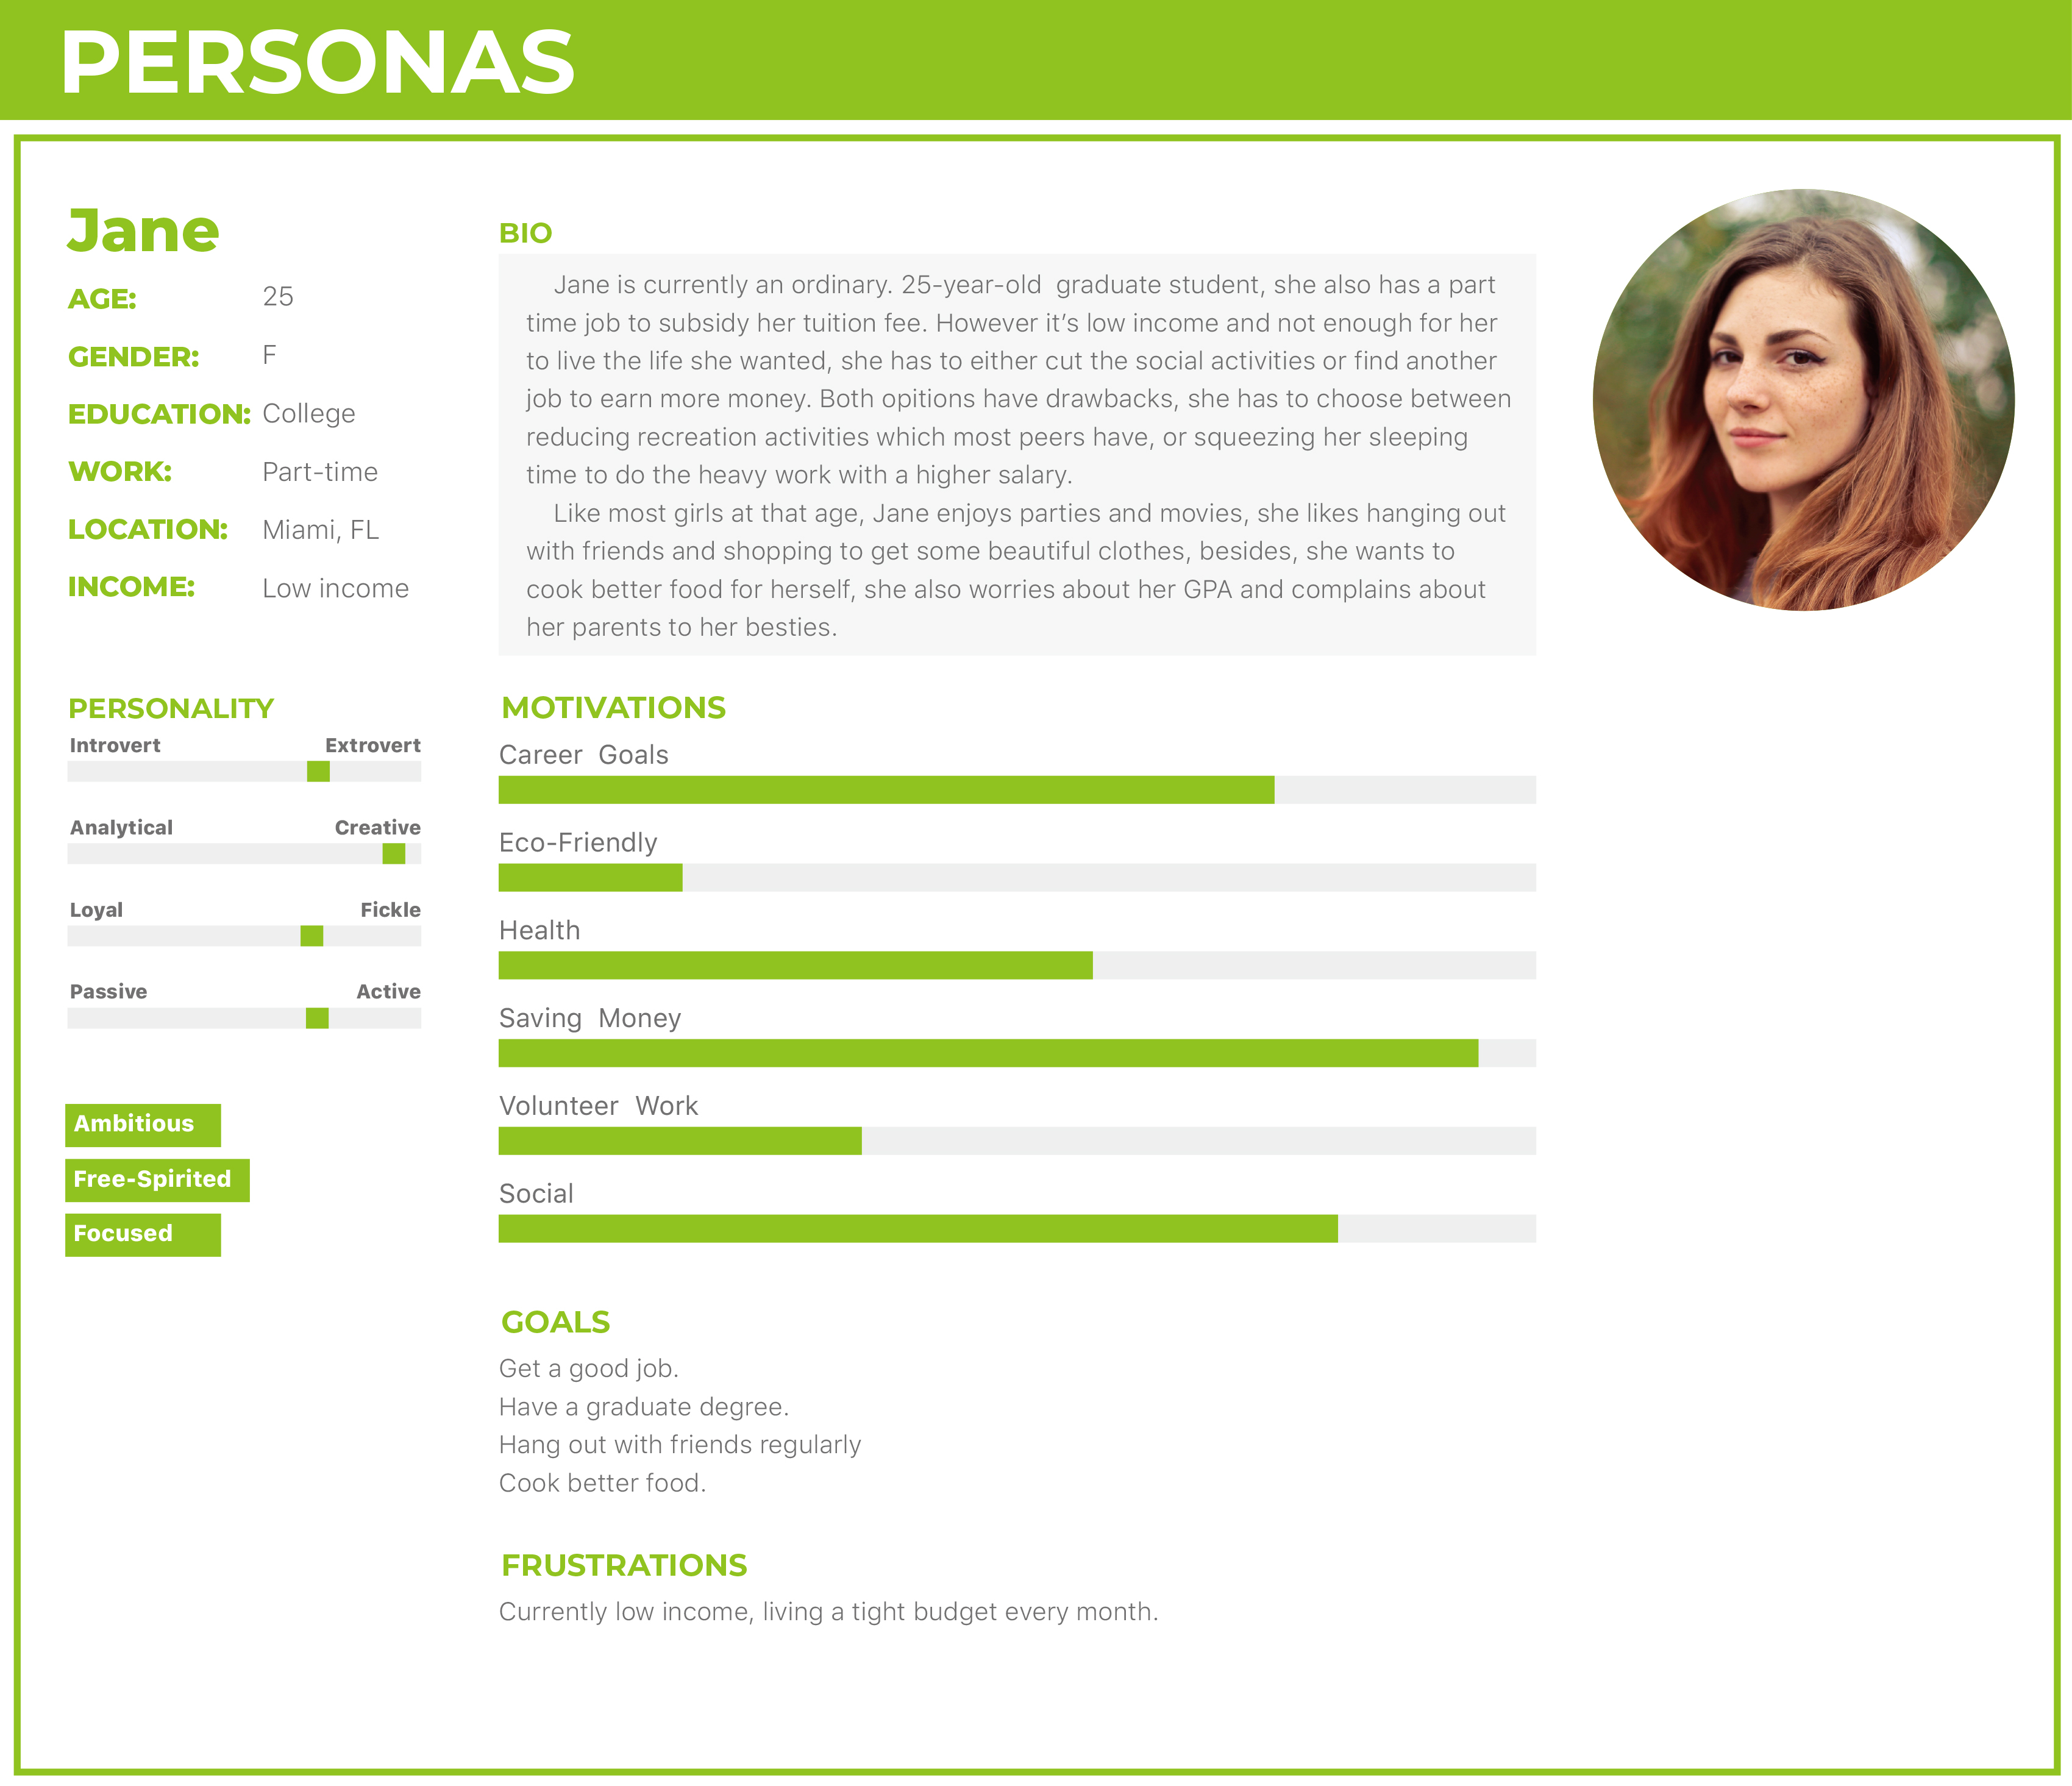 PERSONAS
Jane
AGE: 25
GENDER: F
EDUCATION: College
WORK: Part-time
LOCATION: Miami, FL
INCOME: Low income
BIO
Jane is currently an ordinary. 25-year-old graduate student, she also has a part
time job to subsidy her tuition fee. However it’s low income and not enough for her
to live the life she wanted, she has to either cut the social activities or find another
job to earn more money. Both opitions have drawbacks, she has to choose between
reducing recreation activities which most peers have, or squeezing her sleeping
time to do the heavy work with a higher salary.
Like most girls at that age, Jane enjoys parties and movies, she likes hanging out
with friends and shopping to get some beautiful clothes, besides, she wants to
cook better food for herself, she also worries about her GPA and complains about
her parents to her besties.
PERSONALITY
Introvert Extrovert
Analytical Creative
Loyal Fickle
Passive Active
Ambitious
Free-Spirited
Focused
MOTIVATIONS
Career Goals
Eco-Friendly
Health
Saving Money
Volunteer Work
Social
GOALS
Get a good job.
Have a graduate degree.
Hang out with friends regularly
Cook better food.
FRUSTRATIONS
Currently low income, living a tight budget every month.